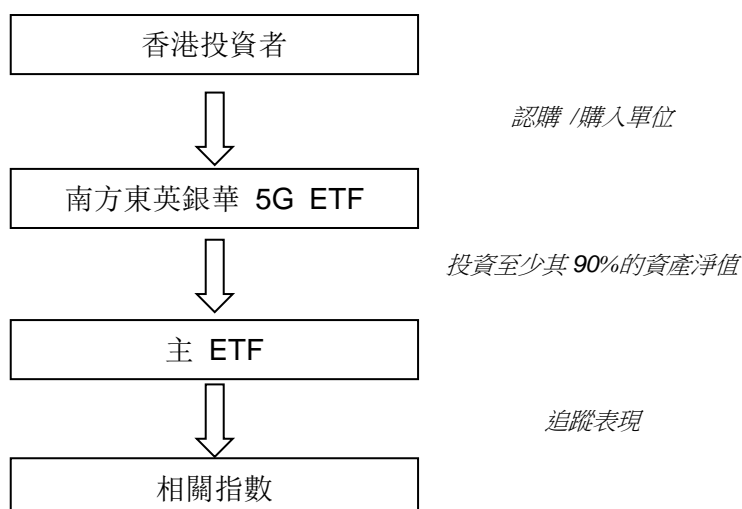 香港投資者
認購 /購入單位
南方東英銀華 5G ETF
投資至少其 90%的資產淨值
主 ETF
追蹤表現
相關指數